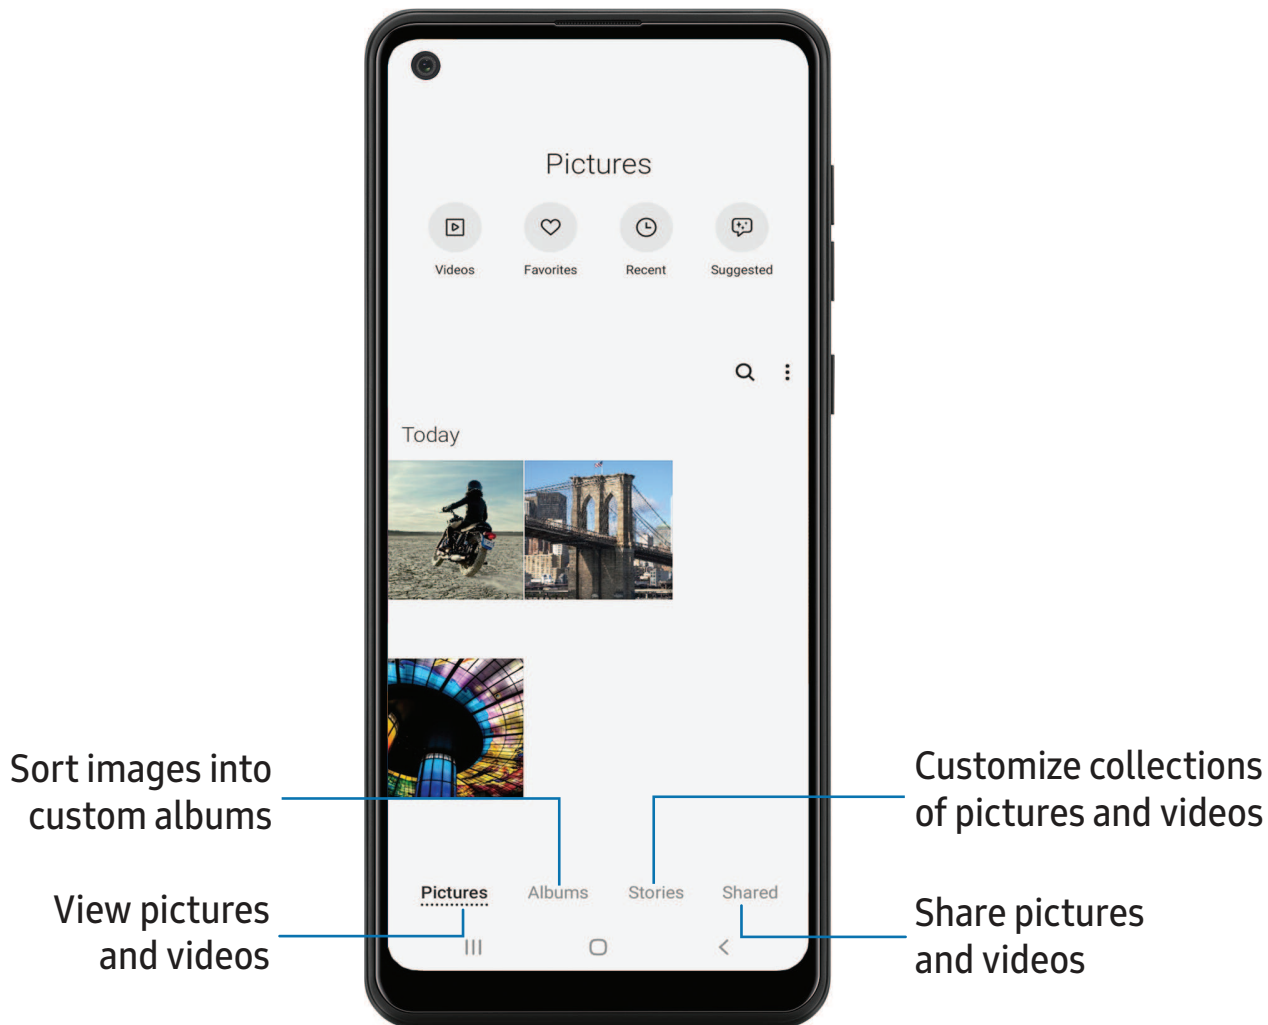 Pictures
Videos Favorites Recent Suggested
Today
Sort images into
custom albums
Customize collections
of pictures and videos
Pictures Albums Stories Shared
View pictures
and videos
Share pictures
and videos